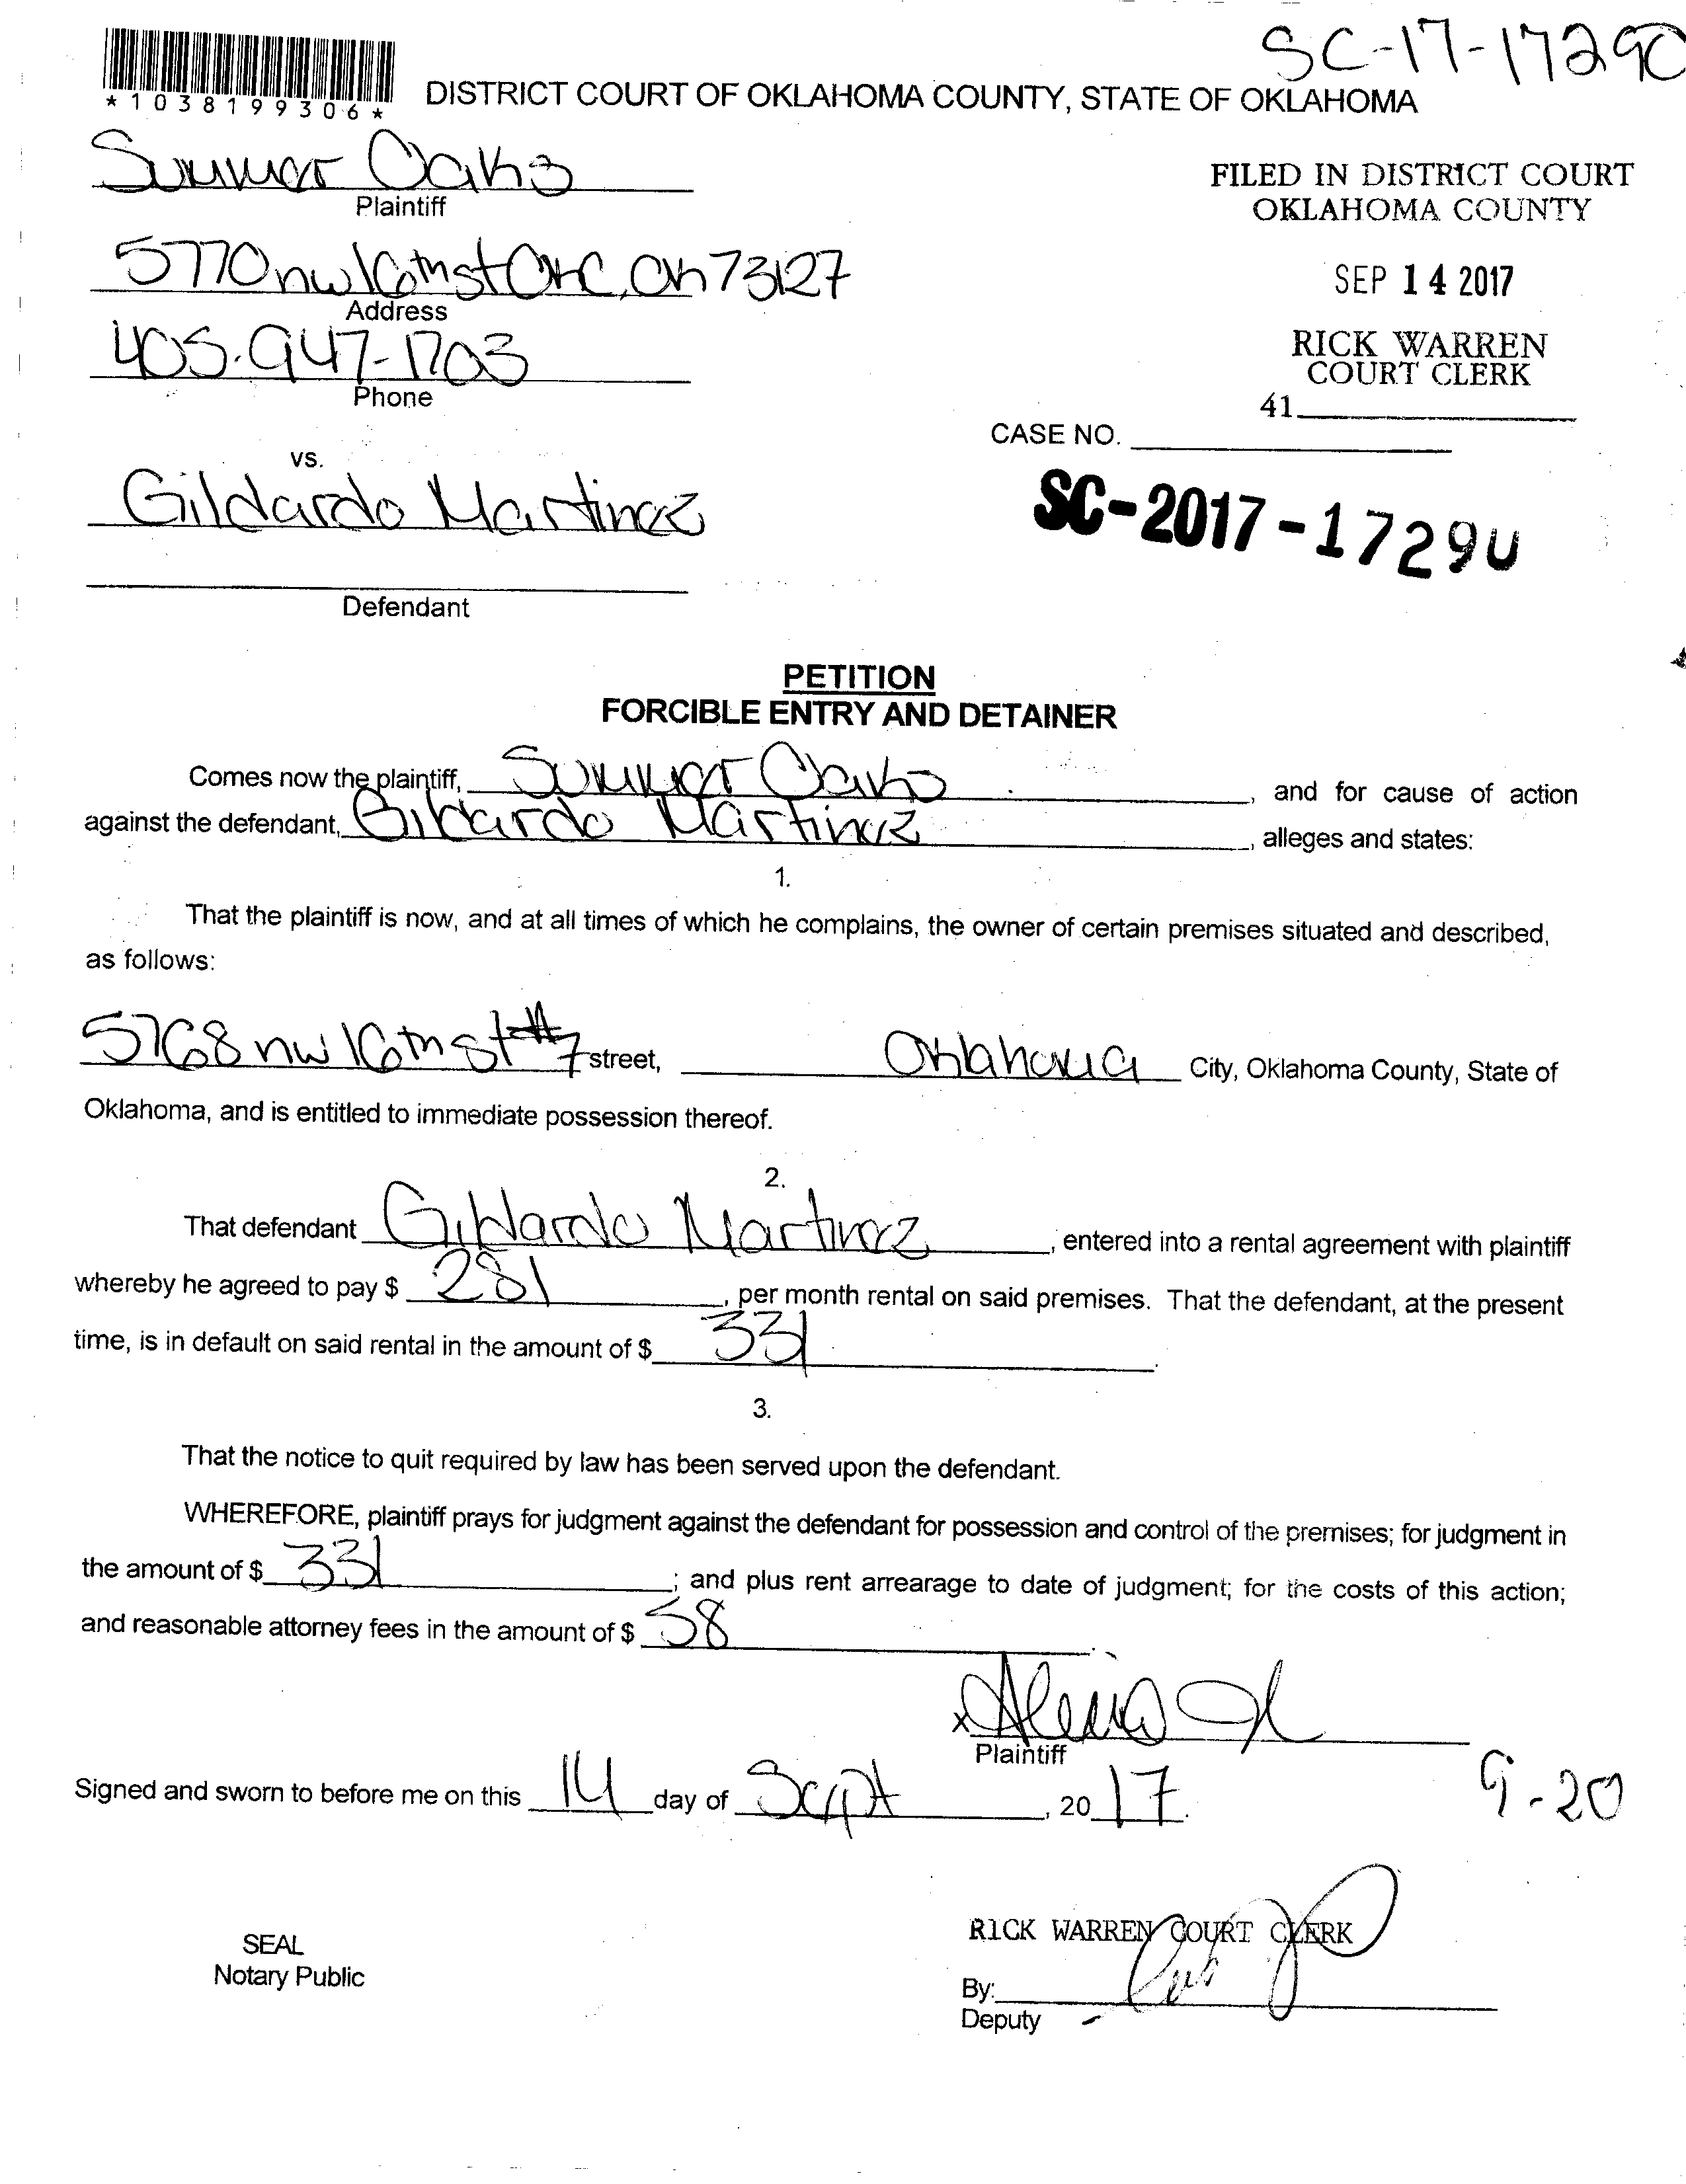 SC-17-17290
*1038199306*
DISTRICT COURT OF OKLAHOMA COUNTY, STATE OF OKLAHOMA
Summer Oaks
Plaintiff
FILED IN DISTRICT COURT
OKLAHOMA COUNTY
5770 nw 16th st OKC, OK 73127
Address
SEP 14 2017
405-947-1703
Phone
RICK WARREN
COURT CLERK
41
CASE NO.
vs.
Gildardo Martinez
SC-2017-17290
Defendant
PETITION
FORCIBLE ENTRY AND DETAINER
Comes now the plaintiff, Summer Oaks, and for cause of action
against the defendant, Gildardo Martinez, alleges and states:
1.
That the plaintiff is now, and at all times of which he complains, the owner of certain premises situated and described,
as follows:
5768 nw 16th st #7 street, Oklahoma City, Oklahoma County, State of
Oklahoma, and is entitled to immediate possession thereof.
2.
That defendant Gildardo Martinez, entered into a rental agreement with plaintiff
whereby he agreed to pay $ 281, per month rental on said premises. That the defendant, at the present
time, is in default on said rental in the amount of $ 331.
3.
That the notice to quit required by law has been served upon the defendant.
WHEREFORE, plaintiff prays for judgment against the defendant for possession and control of the premises; for judgment in
the amount of $ 331; and plus rent arrearage to date of judgment; for the costs of this action;
and reasonable attorney fees in the amount of $ 58.
x
Plaintiff
Signed and sworn to before me on this 14 day of Sept, 2017.
9-20
RICK WARREN COURT CLERK
SEAL
Notary Public
By:
Deputy